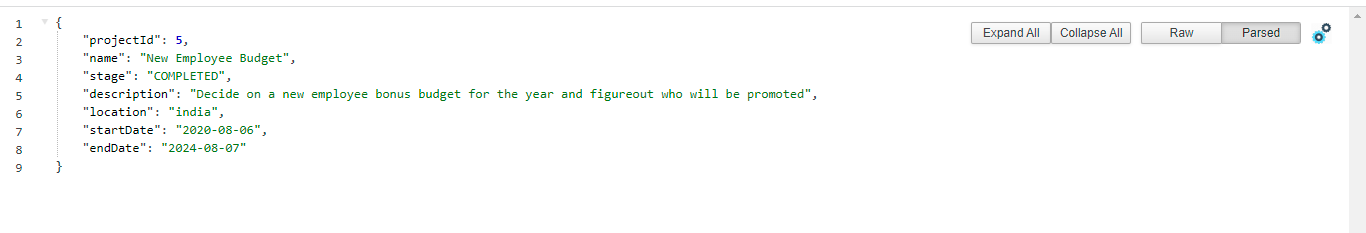 Expand All Collapse All Raw Parsed
1 {
2 "projectId": 5,
3 "name": "New Employee Budget",
4 "stage": "COMPLETED",
5 "description": "Decide on a new employee bonus budget for the year and figureout who will be promoted",
6 "location": "india",
7 "startDate": "2020-08-06",
8 "endDate": "2024-08-07"
9 }